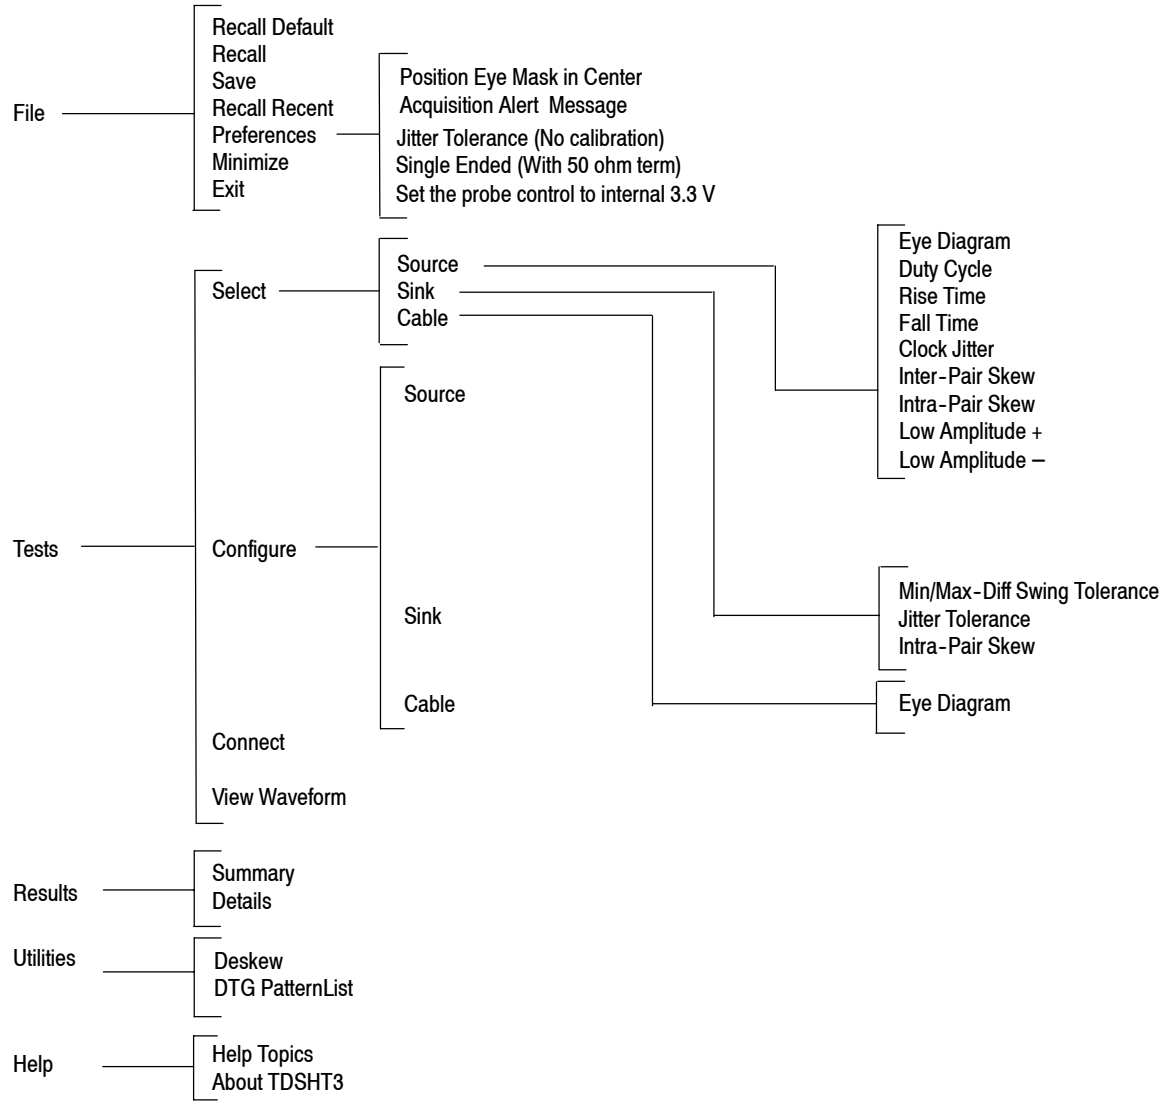 File
Recall Default
Recall
Save
Recall Recent
Preferences
Minimize
Exit
Position Eye Mask in Center
Acquisition Alert Message
Jitter Tolerance (No calibration)
Single Ended (With 50 ohm term)
Set the probe control to internal 3.3 V
Tests
Select
Source
Sink
Cable
Eye Diagram
Duty Cycle
Rise Time
Fall Time
Clock Jitter
Inter-Pair Skew
Intra-Pair Skew
Low Amplitude +
Low Amplitude –
Min/Max-Diff Swing Tolerance
Jitter Tolerance
Intra-Pair Skew
Eye Diagram
Configure
Source
Sink
Cable
Connect
View Waveform
Results
Summary
Details
Utilities
Deskew
DTG PatternList
Help
Help Topics
About TDSHT3